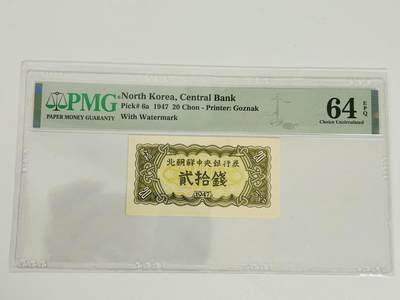 PMG
PAPER MONEY GUARANTY
North Korea, Central Bank
Pick# 6a 1947 20 Chon - Printer: Goznak
With Watermark
64 EPQ
Choice Uncirculated
北朝鮮中央銀行券
貳拾錢
1947